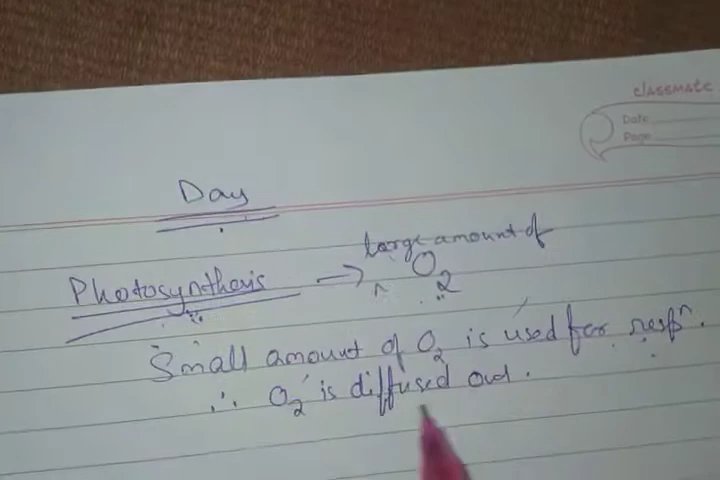 classmate
Date
Page
Day
large amount of
Photosynthesis → ^ O₂
Small amount of O₂ is used for respⁿ.
∴ O₂ is diffused out.